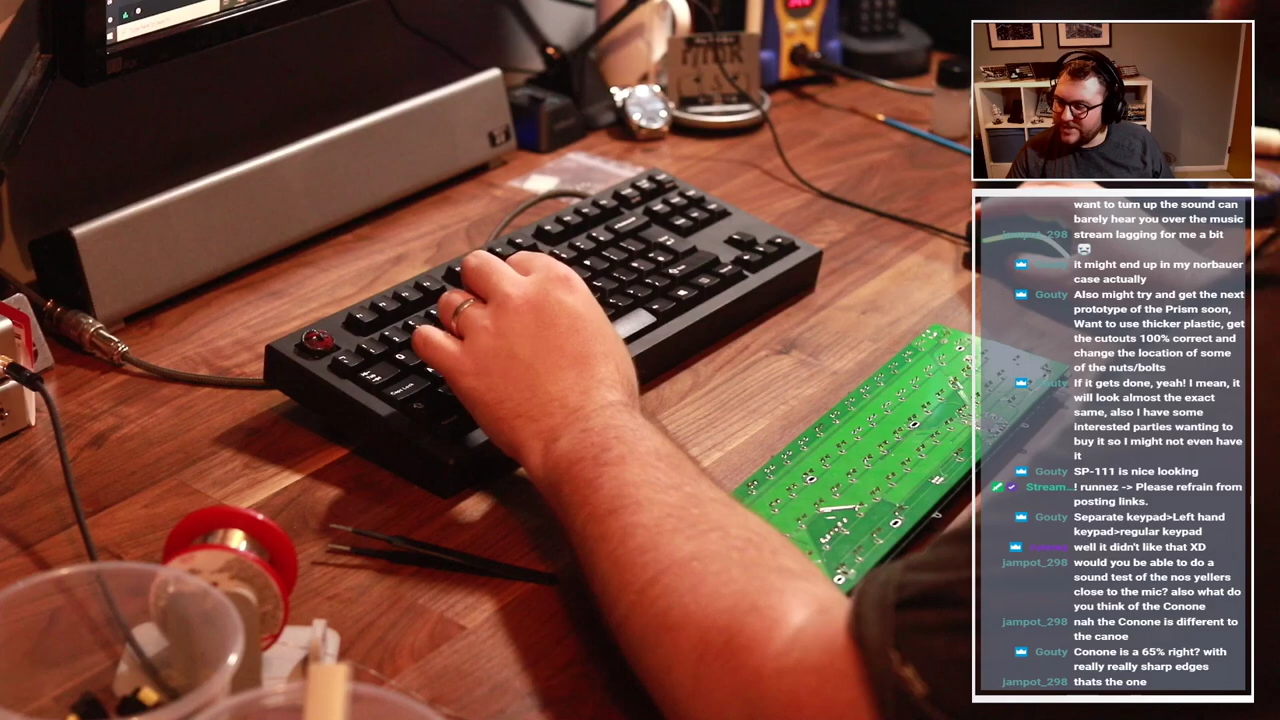 want to turn up the sound can
barely hear you over the music
jampot_298 stream lagging for me a bit
it might end up in my norbauer
case actually
Gouty Also might try and get the next
prototype of the Prism soon,
Want to use thicker plastic, get
the cutouts 100% correct and
change the location of some
of the nuts/bolts
Gouty If it gets done, yeah! I mean, it
will look almost the exact
same, also I have some
interested parties wanting to
buy it so I might not even have
it
Gouty SP-111 is nice looking
Stream... ! runnez -> Please refrain from
posting links.
Gouty Separate keypad>Left hand
keypad>regular keypad
well it didn't like that XD
jampot_298 would you be able to do a
sound test of the nos yellers
close to the mic? also what do
you think of the Conone
jampot_298 nah the Conone is different to
the canoe
Gouty Conone is a 65% right? with
really really sharp edges
jampot_298 thats the one